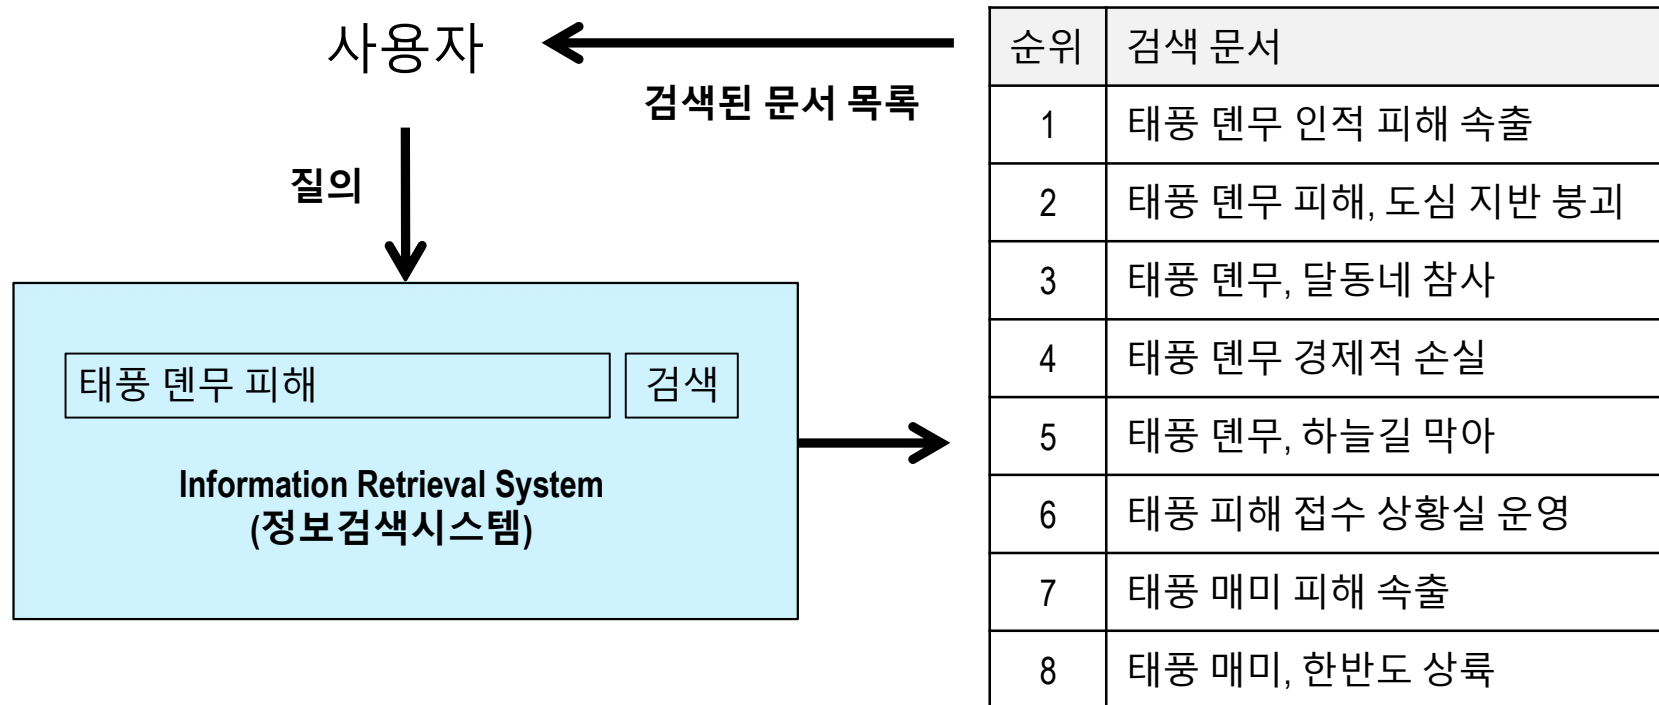 사용자
검색된 문서 목록
질의
태풍 뎬무 피해
검색
Information Retrieval System
(정보검색시스템)
순위 검색 문서
1 태풍 뎬무 인적 피해 속출
2 태풍 뎬무 피해, 도심 지반 붕괴
3 태풍 뎬무, 달동네 참사
4 태풍 뎬무 경제적 손실
5 태풍 뎬무, 하늘길 막아
6 태풍 피해 접수 상황실 운영
7 태풍 매미 피해 속출
8 태풍 매미, 한반도 상륙